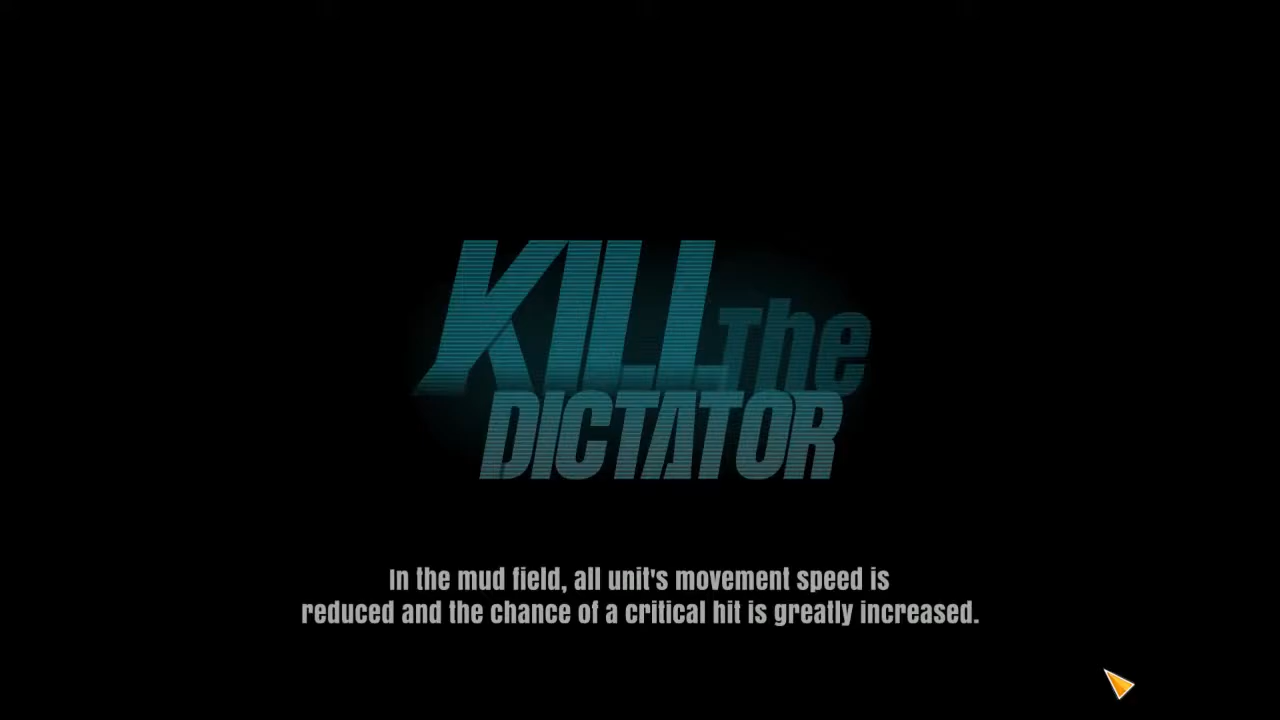 KILL The
DICTATOR
In the mud field, all unit's movement speed is
reduced and the chance of a critical hit is greatly increased.